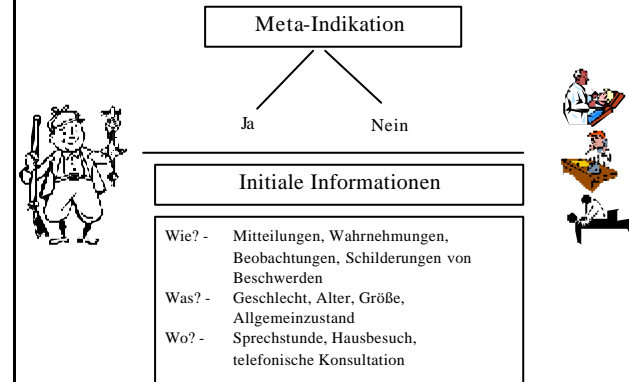 Meta-Indikation
Ja Nein
Initiale Informationen
Wie? - Mitteilungen, Wahrnehmungen,
Beobachtungen, Schilderungen von
Beschwerden
Was? - Geschlecht, Alter, Größe,
Allgemeinzustand
Wo? - Sprechstunde, Hausbesuch,
telefonische Konsultation